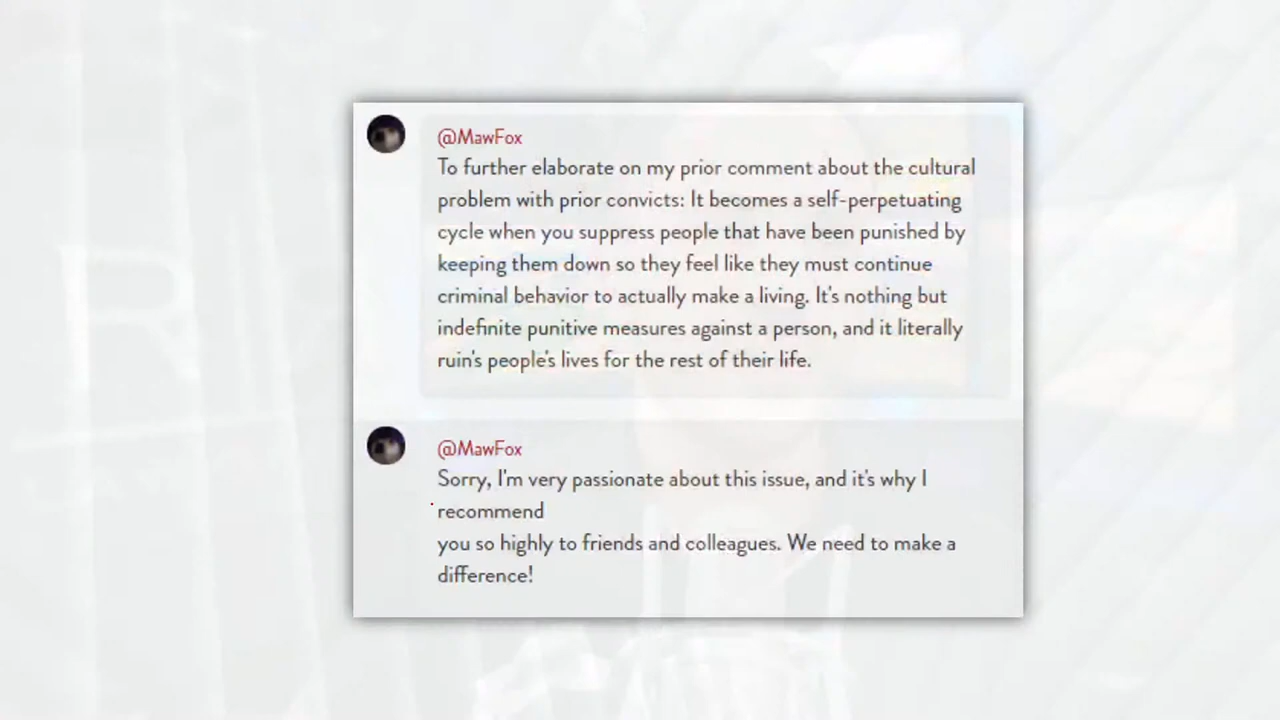 @MawFox
To further elaborate on my prior comment about the cultural
problem with prior convicts: It becomes a self-perpetuating
cycle when you suppress people that have been punished by
keeping them down so they feel like they must continue
criminal behavior to actually make a living. It's nothing but
indefinite punitive measures against a person, and it literally
ruin's people's lives for the rest of their life.
@MawFox
Sorry, I'm very passionate about this issue, and it's why I
recommend
you so highly to friends and colleagues. We need to make a
difference!